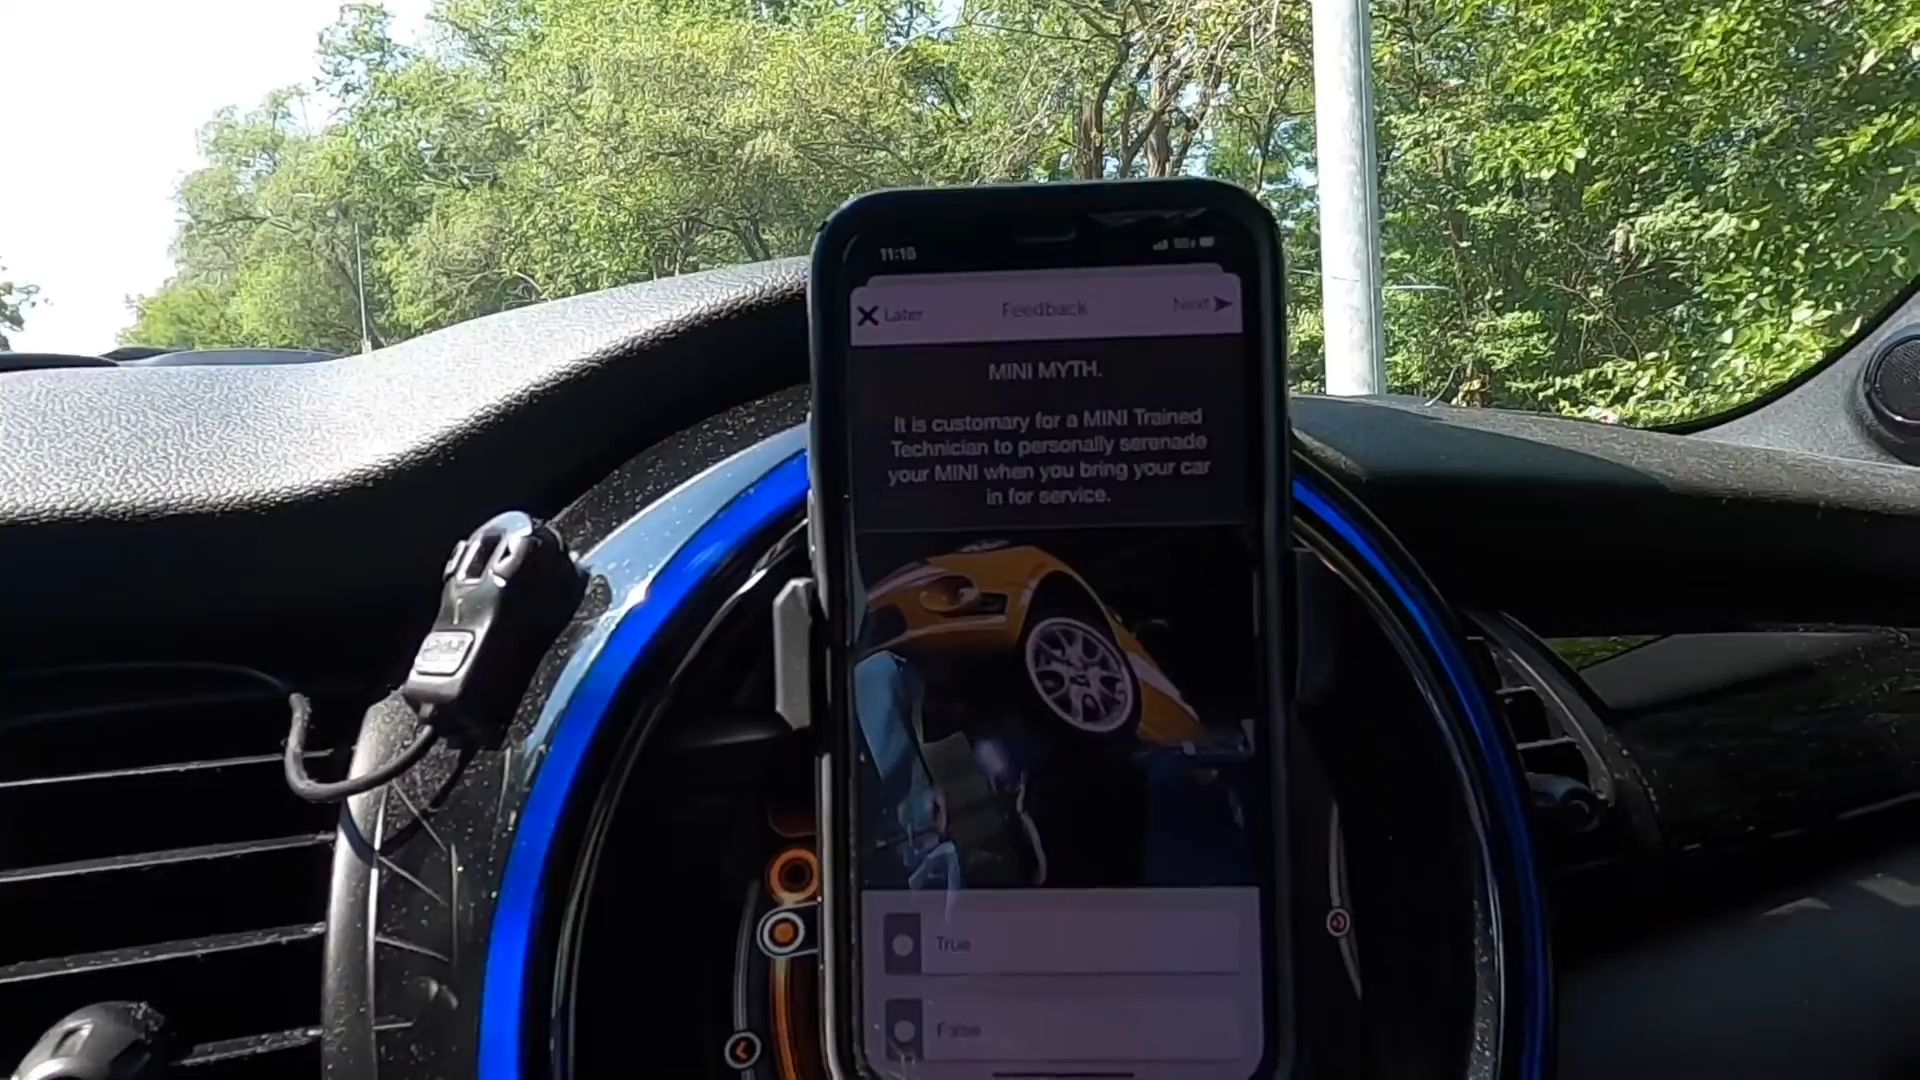 11:10
Later
Feedback
Next
MINI MYTH.
It is customary for a MINI Trained
Technician to personally serenade
your MINI when you bring your car
in for service.
True
False